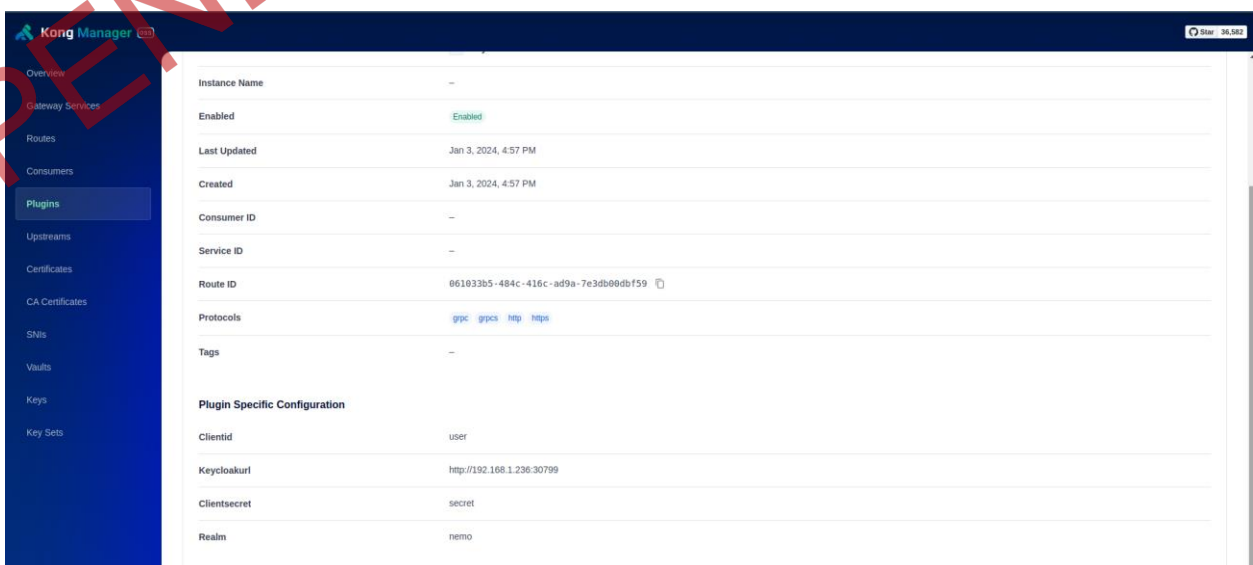 PEN
Kong Manager OSS
Star 36,582
Overview
Gateway Services
Routes
Consumers
Plugins
Upstreams
Certificates
CA Certificates
SNIs
Vaults
Keys
Key Sets
Instance Name –
Enabled Enabled
Last Updated Jan 3, 2024, 4:57 PM
Created Jan 3, 2024, 4:57 PM
Consumer ID –
Service ID –
Route ID 061033b5-484c-416c-ad9a-7e3db00dbf59
Protocols grpc grpcs http https
Tags –
Plugin Specific Configuration
Clientid user
Keycloakurl http://192.168.1.236:30799
Clientsecret secret
Realm nemo